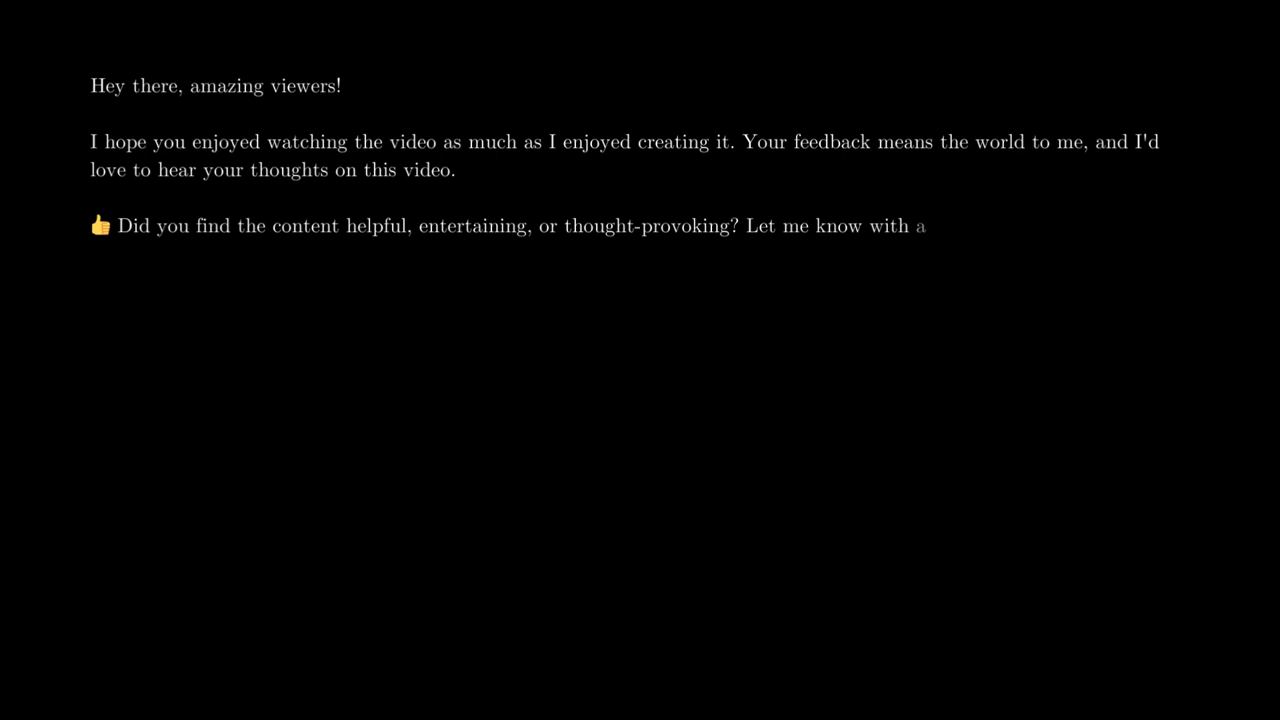 Hey there, amazing viewers!
I hope you enjoyed watching the video as much as I enjoyed creating it. Your feedback means the world to me, and I'd
love to hear your thoughts on this video.
👍 Did you find the content helpful, entertaining, or thought-provoking? Let me know with a